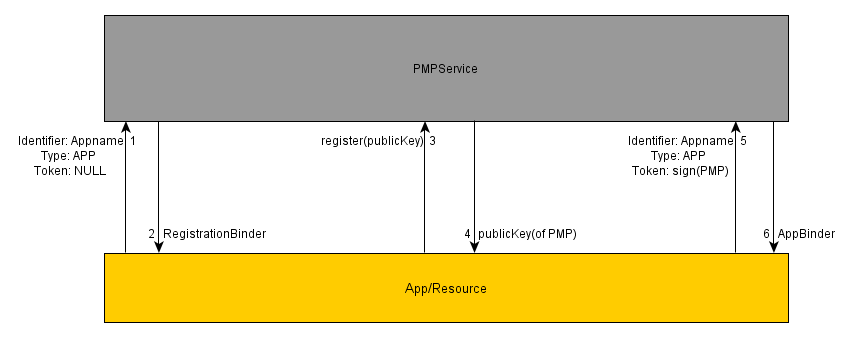 PMPService
Identifier: Appname 1
Type: APP
Token: NULL
register(publicKey) 3
Identifier: Appname 5
Type: APP
Token: sign(PMP)
2 RegistrationBinder
4 publicKey(of PMP)
6 AppBinder
App/Resource